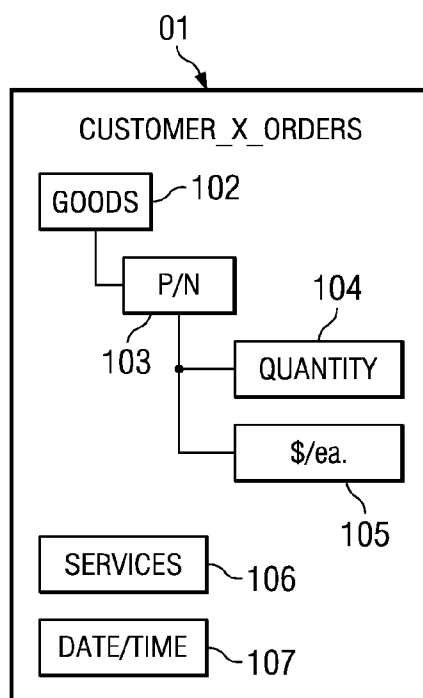 01
CUSTOMER_X_ORDERS
GOODS 102
P/N
103
104
QUANTITY
$/ea.
105
SERVICES 106
DATE/TIME 107